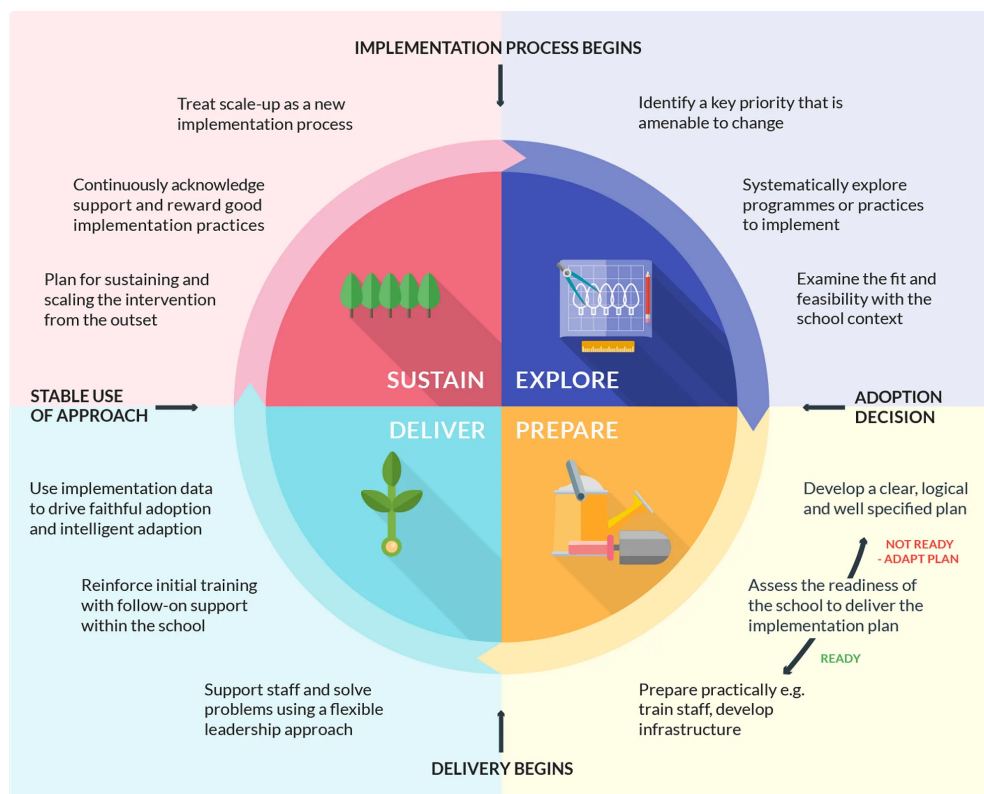 IMPLEMENTATION PROCESS BEGINS
Identify a key priority that is
amenable to change
Systematically explore
programmes or practices
to implement
Examine the fit and
feasibility with the
school context
EXPLORE
ADOPTION
DECISION
PREPARE
Develop a clear, logical
and well specified plan
NOT READY
- ADAPT PLAN
Assess the readiness of
the school to deliver the
implementation plan
READY
Prepare practically e.g.
train staff, develop
infrastructure
DELIVERY BEGINS
DELIVER
Support staff and solve
problems using a flexible
leadership approach
Reinforce initial training
with follow-on support
within the school
Use implementation data
to drive faithful adoption
and intelligent adaption
STABLE USE
OF APPROACH
SUSTAIN
Plan for sustaining and
scaling the intervention
from the outset
Continuously acknowledge
support and reward good
implementation practices
Treat scale-up as a new
implementation process